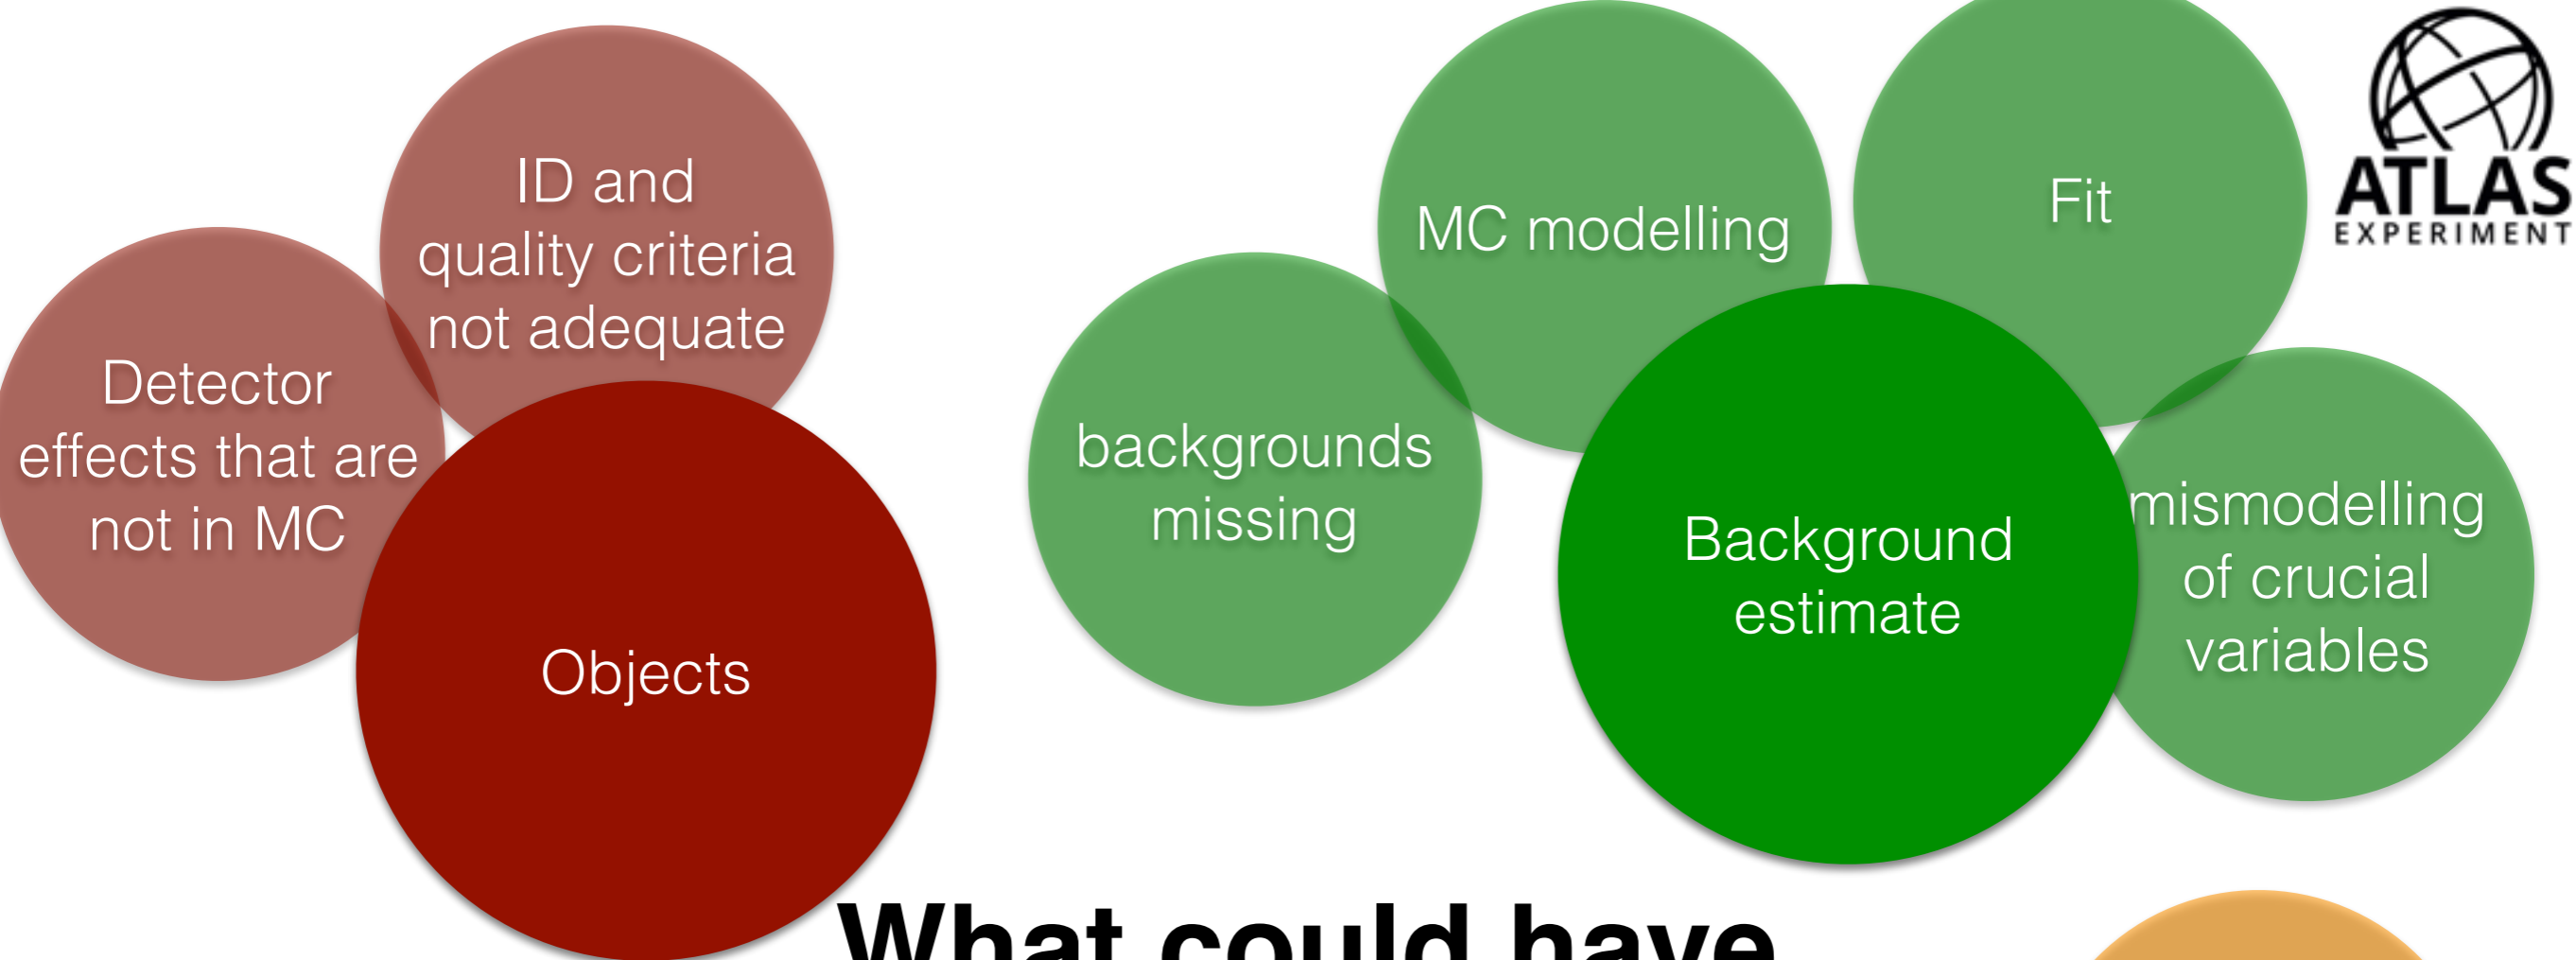 ID and
quality criteria
not adequate
Detector
effects that are
not in MC
Objects
MC modelling
Fit
backgrounds
missing
Background
estimate
mismodelling
of crucial
variables
ATLAS
EXPERIMENT
What could have